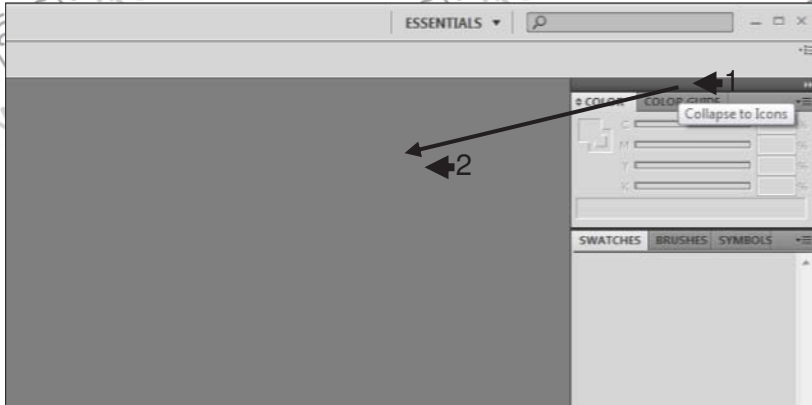 ESSENTIALS
1
COLOR COLOR GUIDE
Collapse to Icons
C %
M %
Y %
K %
2
SWATCHES BRUSHES SYMBOLS